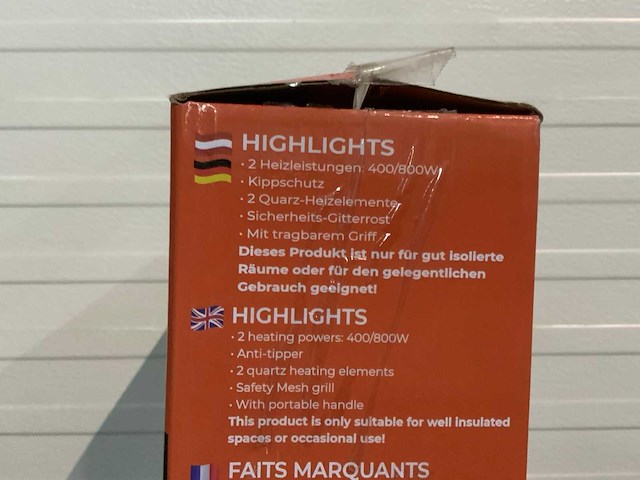 HIGHLIGHTS
· 2 Heizleistungen: 400/800W
· Kippschutz
· 2 Quarz-Heizelemente
· Sicherheits-Gitterrost
· Mit tragbarem Griff
Dieses Produkt ist nur für gut isolierte
Räume oder für den gelegentlichen
Gebrauch geeignet!
HIGHLIGHTS
· 2 heating powers: 400/800W
· Anti-tipper
· 2 quartz heating elements
· Safety Mesh grill
· With portable handle
This product is only suitable for well insulated
spaces or occasional use!
FAITS MARQUANTS